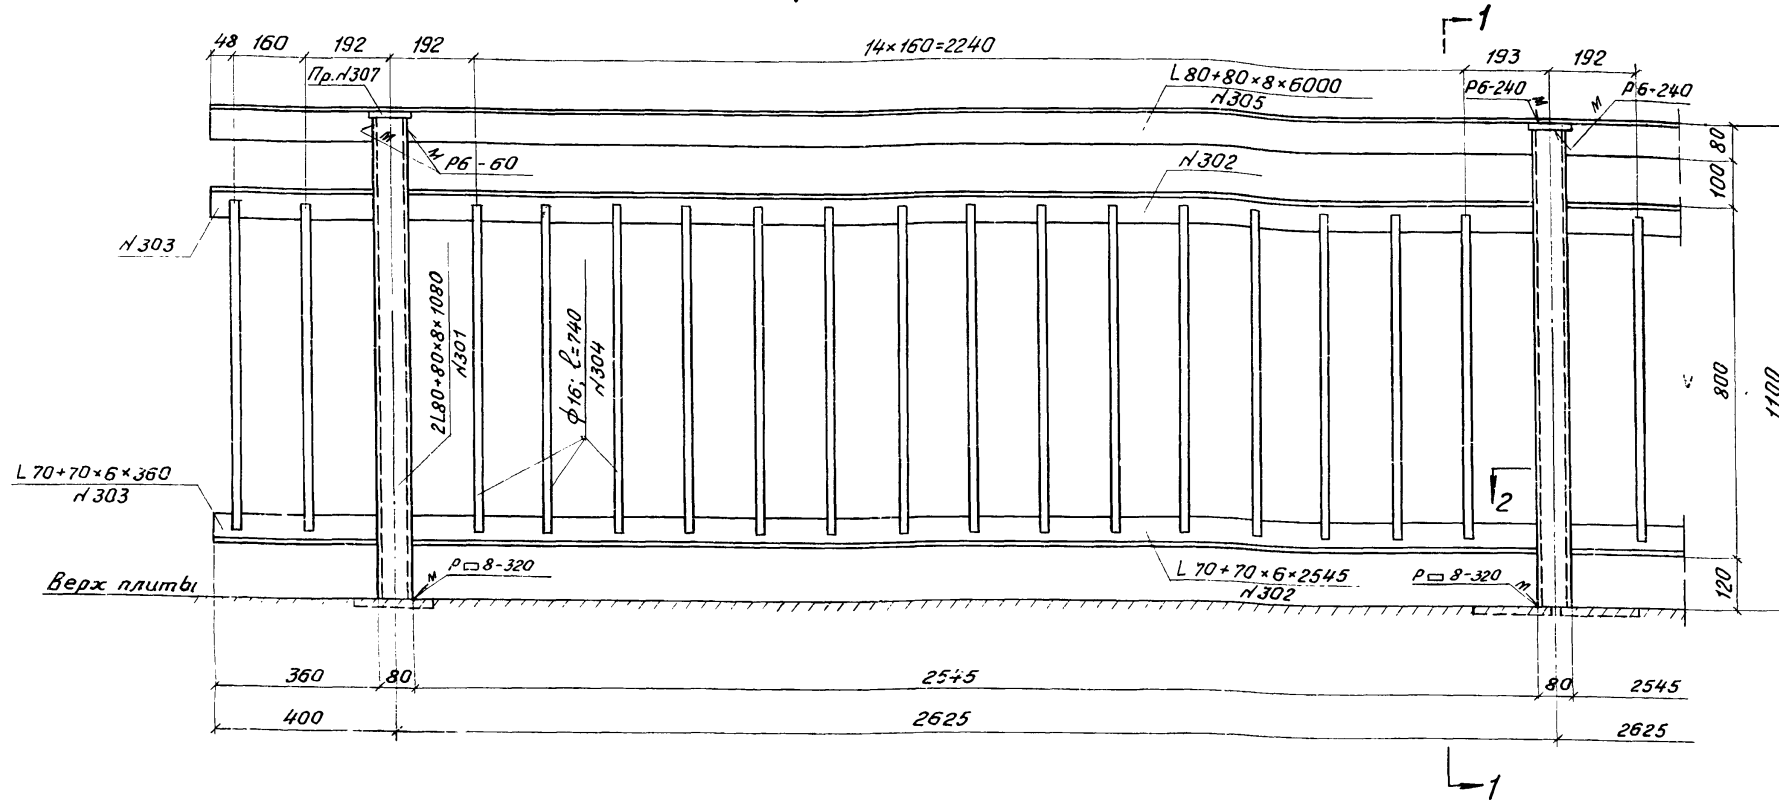 1
48 160 192 192 14×160=2240 193 192
Пр.N307
L 80+80×8×6000
N305
Р6-240
Р6-240
Р6-60
N302
80
100
N303
2L80+80×8×1080
N301
ф16; ℓ=740
N304
800
1100
L 70+70×6×360
N303
2
Верх плиты
Р▭8-320
L 70+70×6×2545
N302
Р▭8-320
120
360 80 2545 80 2545
400 2625 2625
1